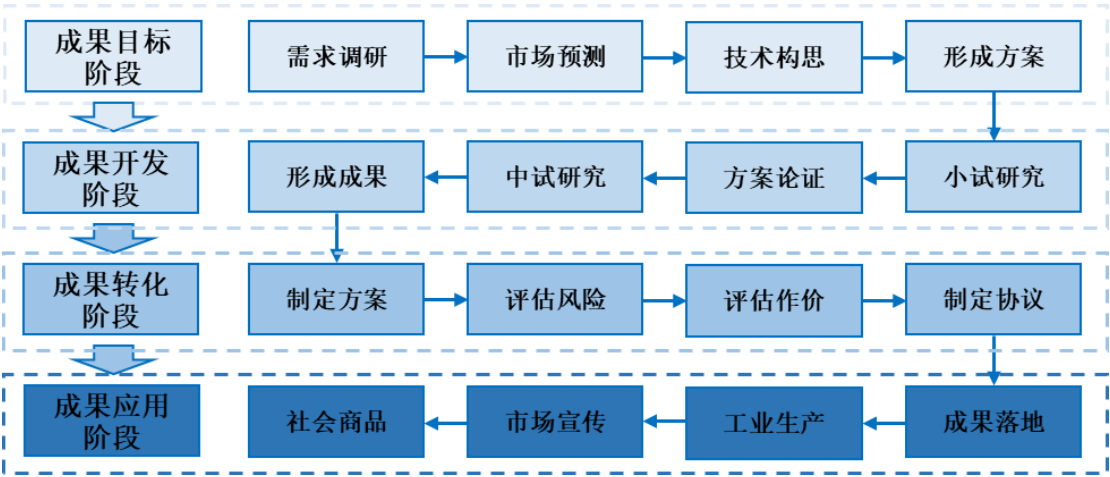 成果目标
阶段
需求调研
市场预测
技术构思
形成方案
成果开发
阶段
形成成果
中试研究
方案论证
小试研究
成果转化
阶段
制定方案
评估风险
评估作价
制定协议
成果应用
阶段
社会商品
市场宣传
工业生产
成果落地